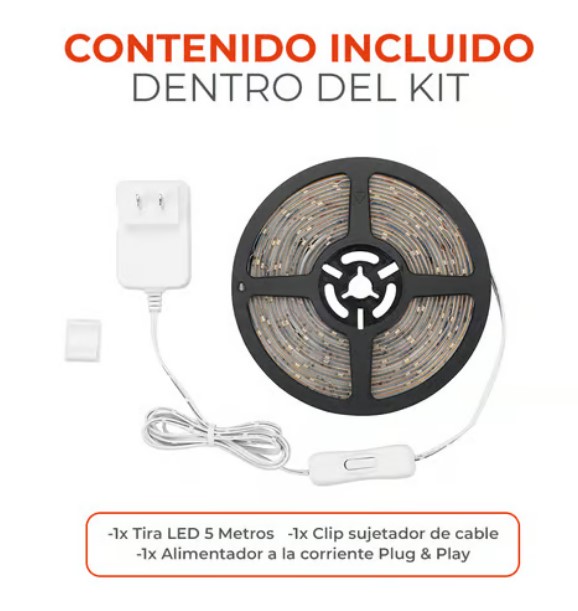 CONTENIDO INCLUIDO
DENTRO DEL KIT
-1x Tira LED 5 Metros -1x Clip sujetador de cable
-1x Alimentador a la corriente Plug & Play